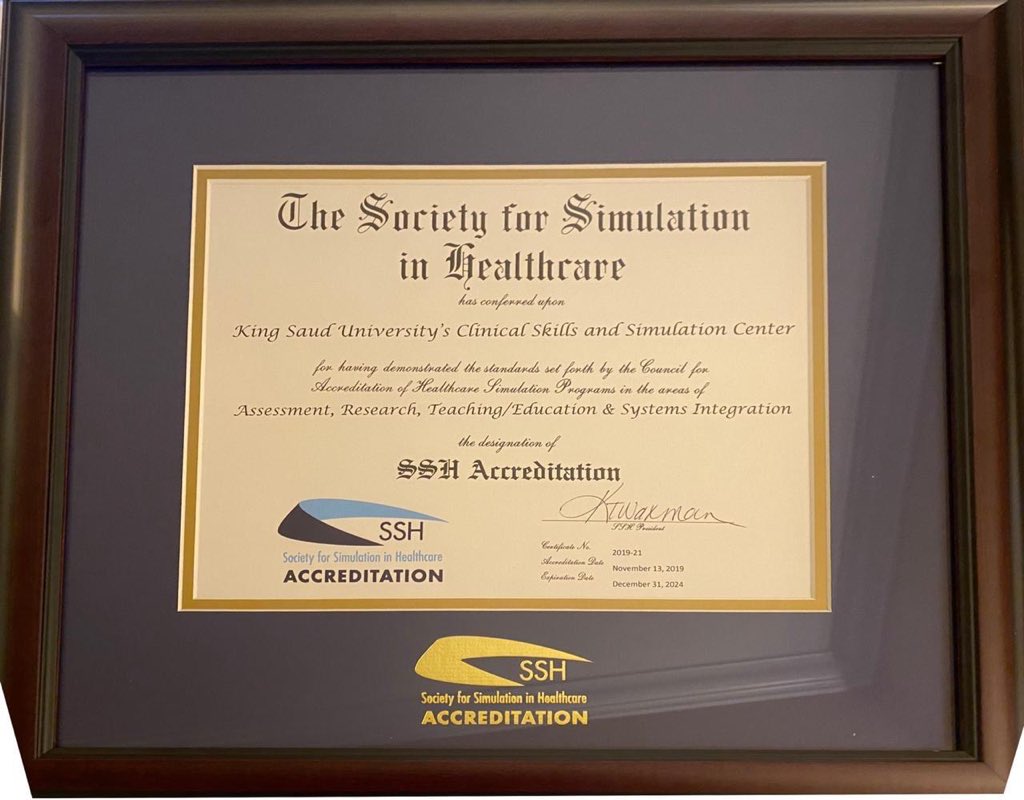 The Society for Simulation
in Healthcare
has conferred upon
King Saud University's Clinical Skills and Simulation Center
for having demonstrated the standards set forth by the Council for
Accreditation of Healthcare Simulation Programs in the areas of
Assessment, Research, Teaching/Education & Systems Integration
the designation of
SSH Accreditation
KTWaxman
SSH President
SSH
Society for Simulation in Healthcare
ACCREDITATION
Certificate No. 2019-21
Accreditation Date November 13, 2019
Expiration Date December 31, 2024
SSH
Society for Simulation in Healthcare
ACCREDITATION